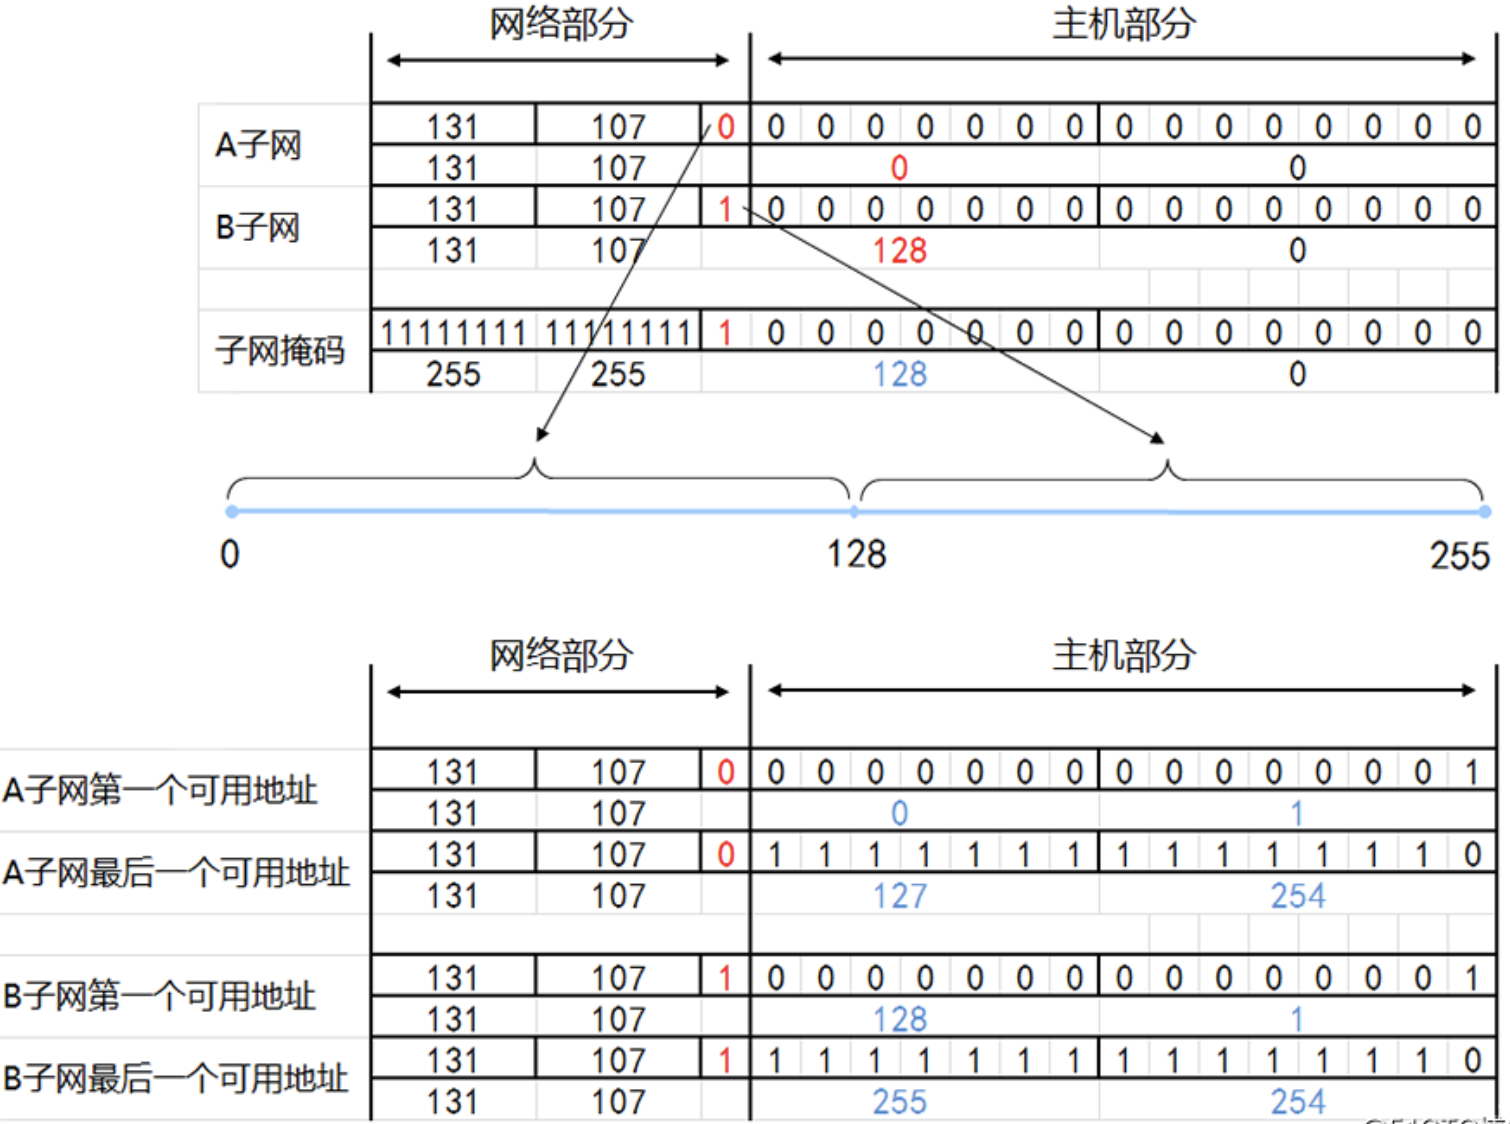 网络部分 主机部分
131 107 0 0 0 0 0 0 0 0 0 0 0 0 0 0 0 0
A子网
131 107 0 0
131 107 1 0 0 0 0 0 0 0 0 0 0 0 0 0 0 0
B子网
131 107 128 0
11111111 11111111 1 0 0 0 0 0 0 0 0 0 0 0 0 0 0 0
子网掩码
255 255 128 0
0 128 255
网络部分 主机部分
131 107 0 0 0 0 0 0 0 0 0 0 0 0 0 0 0 1
A子网第一个可用地址
131 107 0 1
131 107 0 1 1 1 1 1 1 1 1 1 1 1 1 1 1 0
A子网最后一个可用地址
131 107 127 254
131 107 1 0 0 0 0 0 0 0 0 0 0 0 0 0 0 1
B子网第一个可用地址
131 107 128 1
131 107 1 1 1 1 1 1 1 1 1 1 1 1 1 1 1 0
B子网最后一个可用地址
131 107 255 254